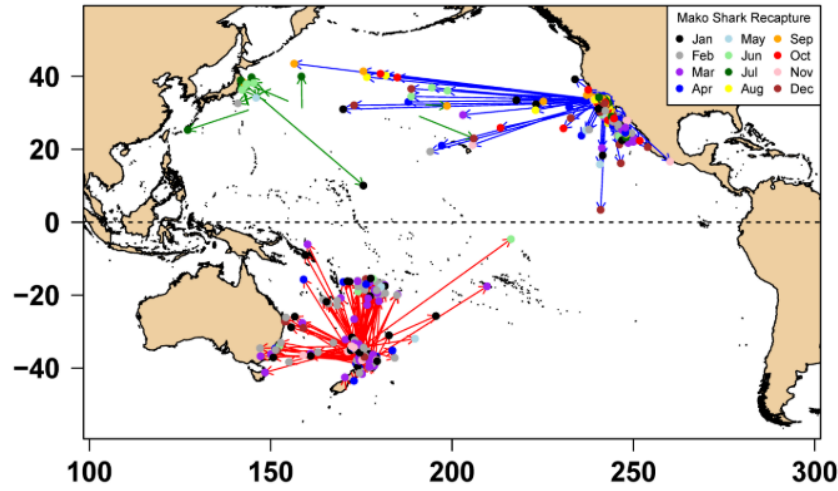 Mako Shark Recapture
Jan May Sep
Feb Jun Oct
Mar Jul Nov
Apr Aug Dec
40
20
0
−20
−40
100 150 200 250 300